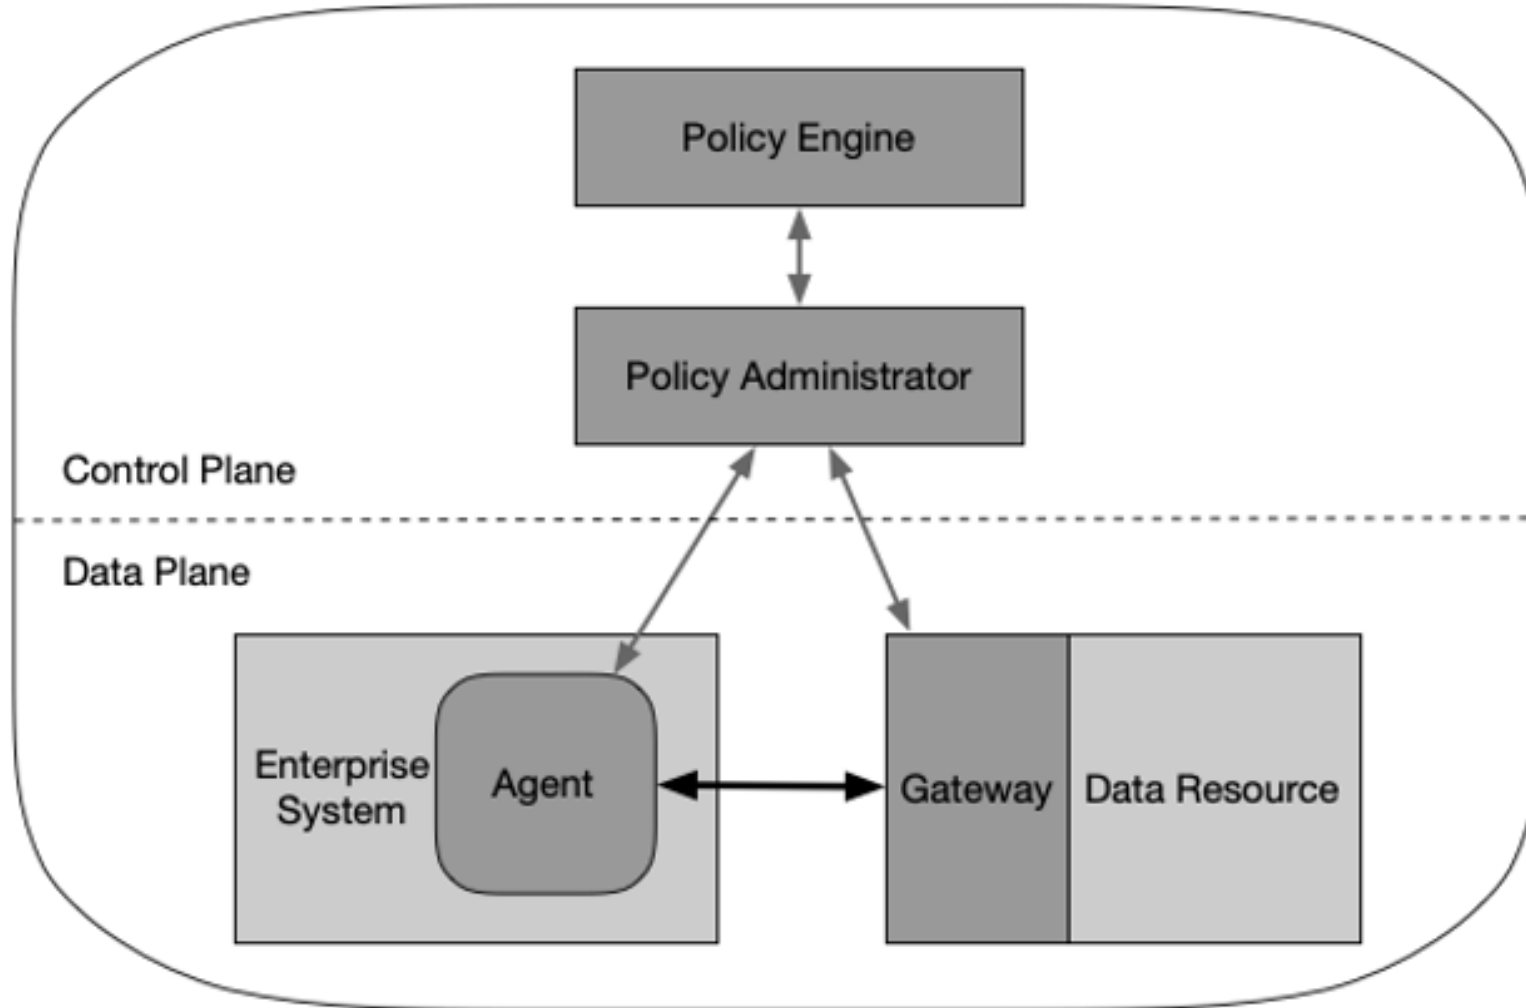 Policy Engine
Policy Administrator
Control Plane
Data Plane
Enterprise
System
Agent
Gateway
Data Resource